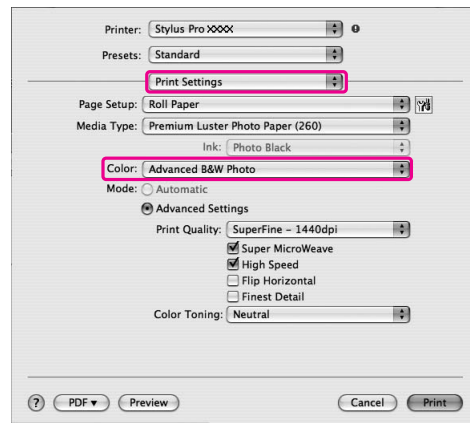 Printer: Stylus Pro XXXX
Presets: Standard
Print Settings
Page Setup: Roll Paper
Media Type: Premium Luster Photo Paper (260)
Ink: Photo Black
Color: Advanced B&W Photo
Mode: Automatic
Advanced Settings
Print Quality: SuperFine - 1440dpi
Super MicroWeave
High Speed
Flip Horizontal
Finest Detail
Color Toning: Neutral
? PDF ▾ Preview Cancel Print